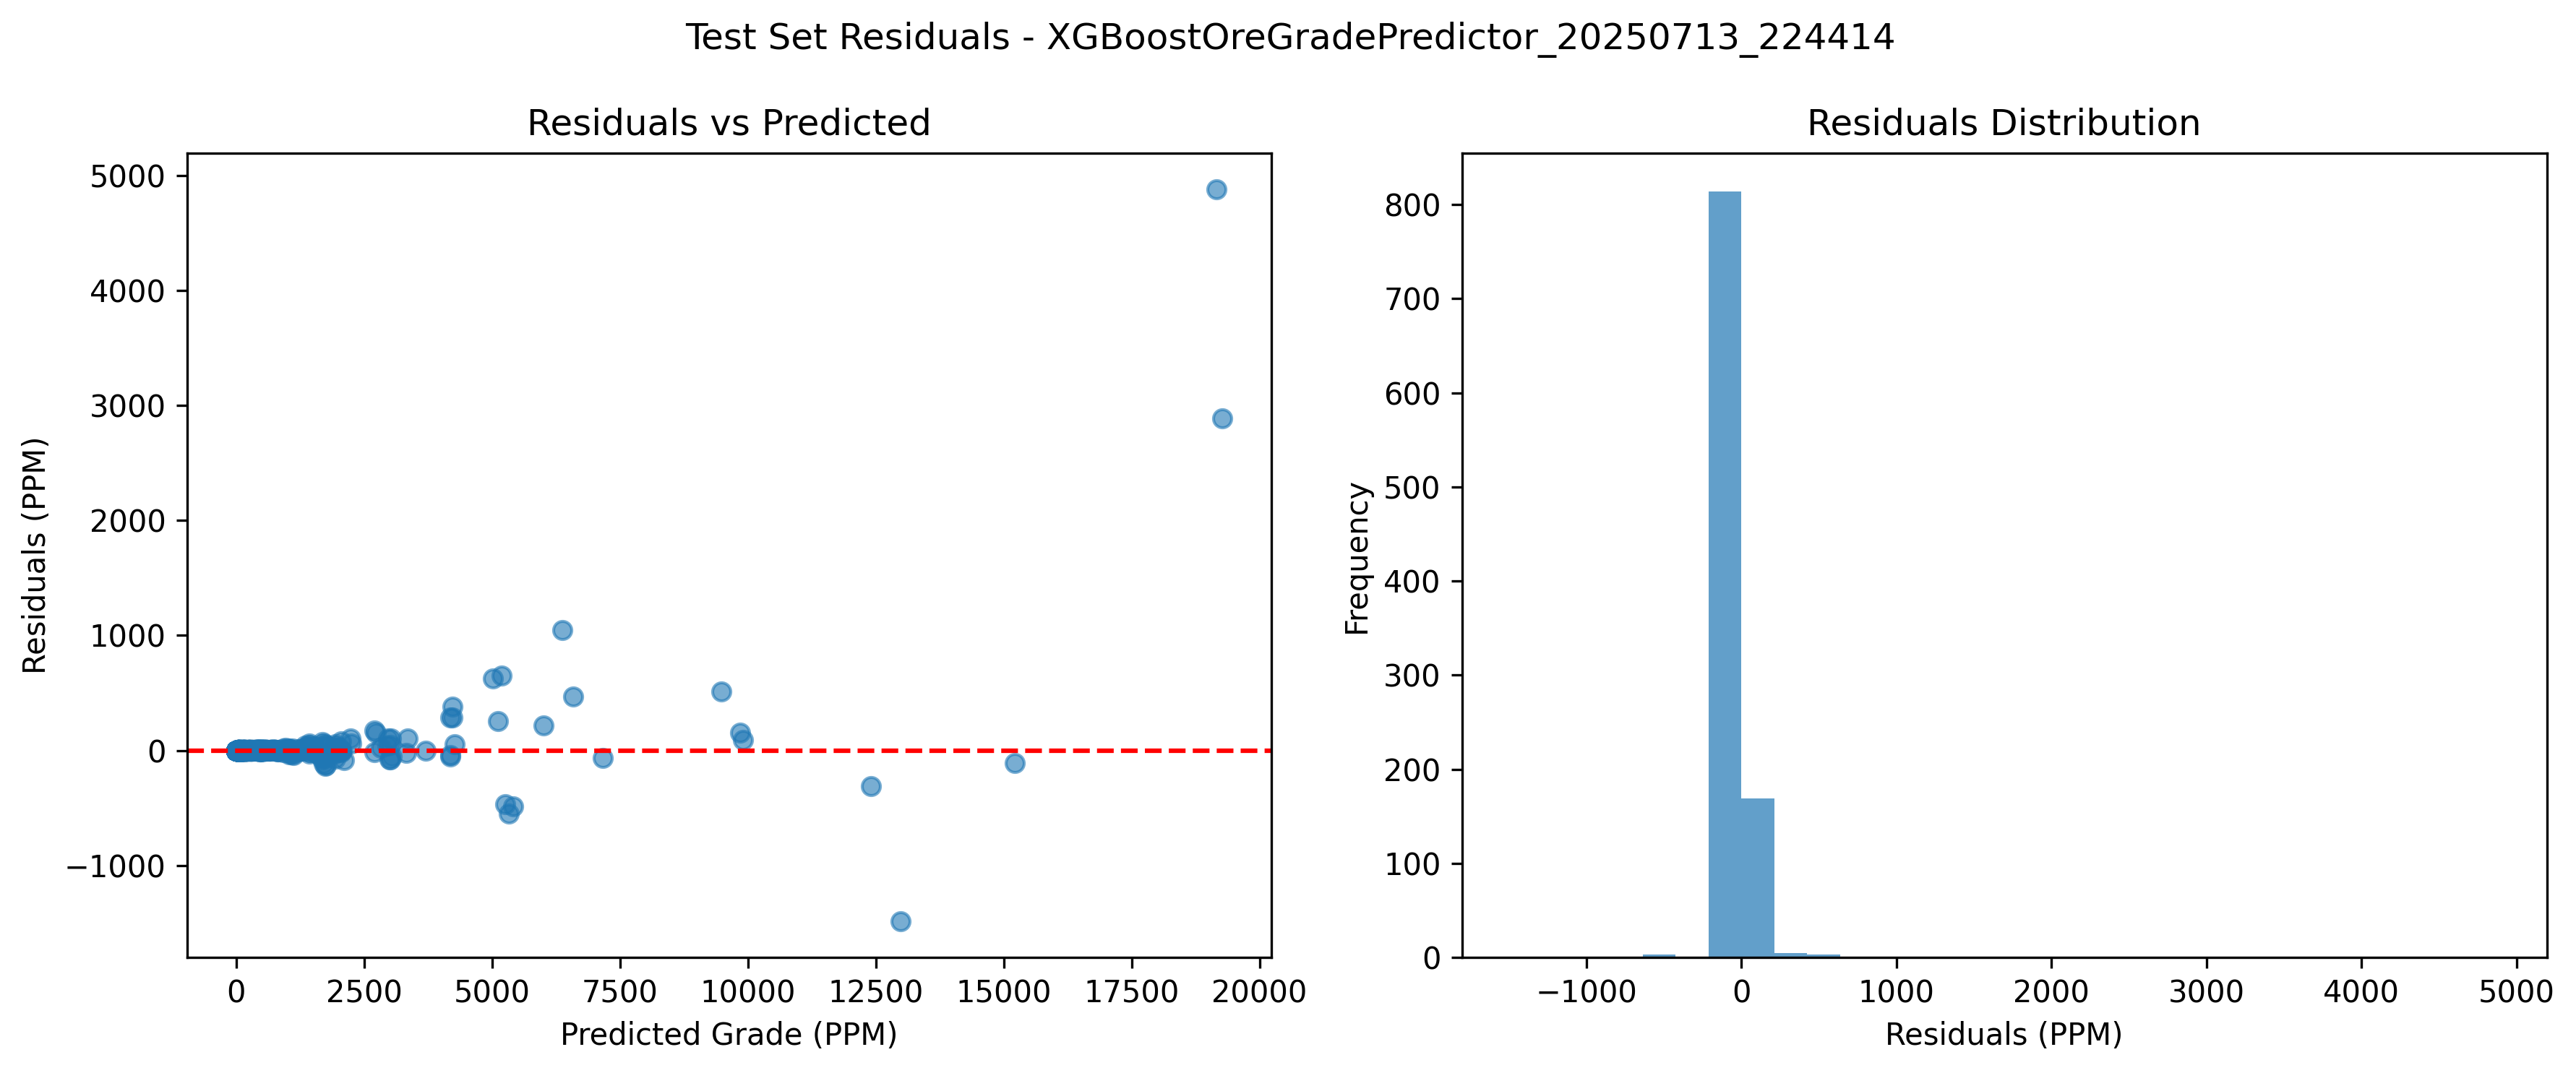 Test Set Residuals - XGBoostOreGradePredictor_20250713_224414
Residuals vs Predicted
5000
4000
3000
2000
1000
0
−1000
Residuals (PPM)
0 2500 5000 7500 10000 12500 15000 17500 20000
Predicted Grade (PPM)
Residuals Distribution
800
700
600
500
400
300
200
100
0
Frequency
−1000 0 1000 2000 3000 4000 5000
Residuals (PPM)